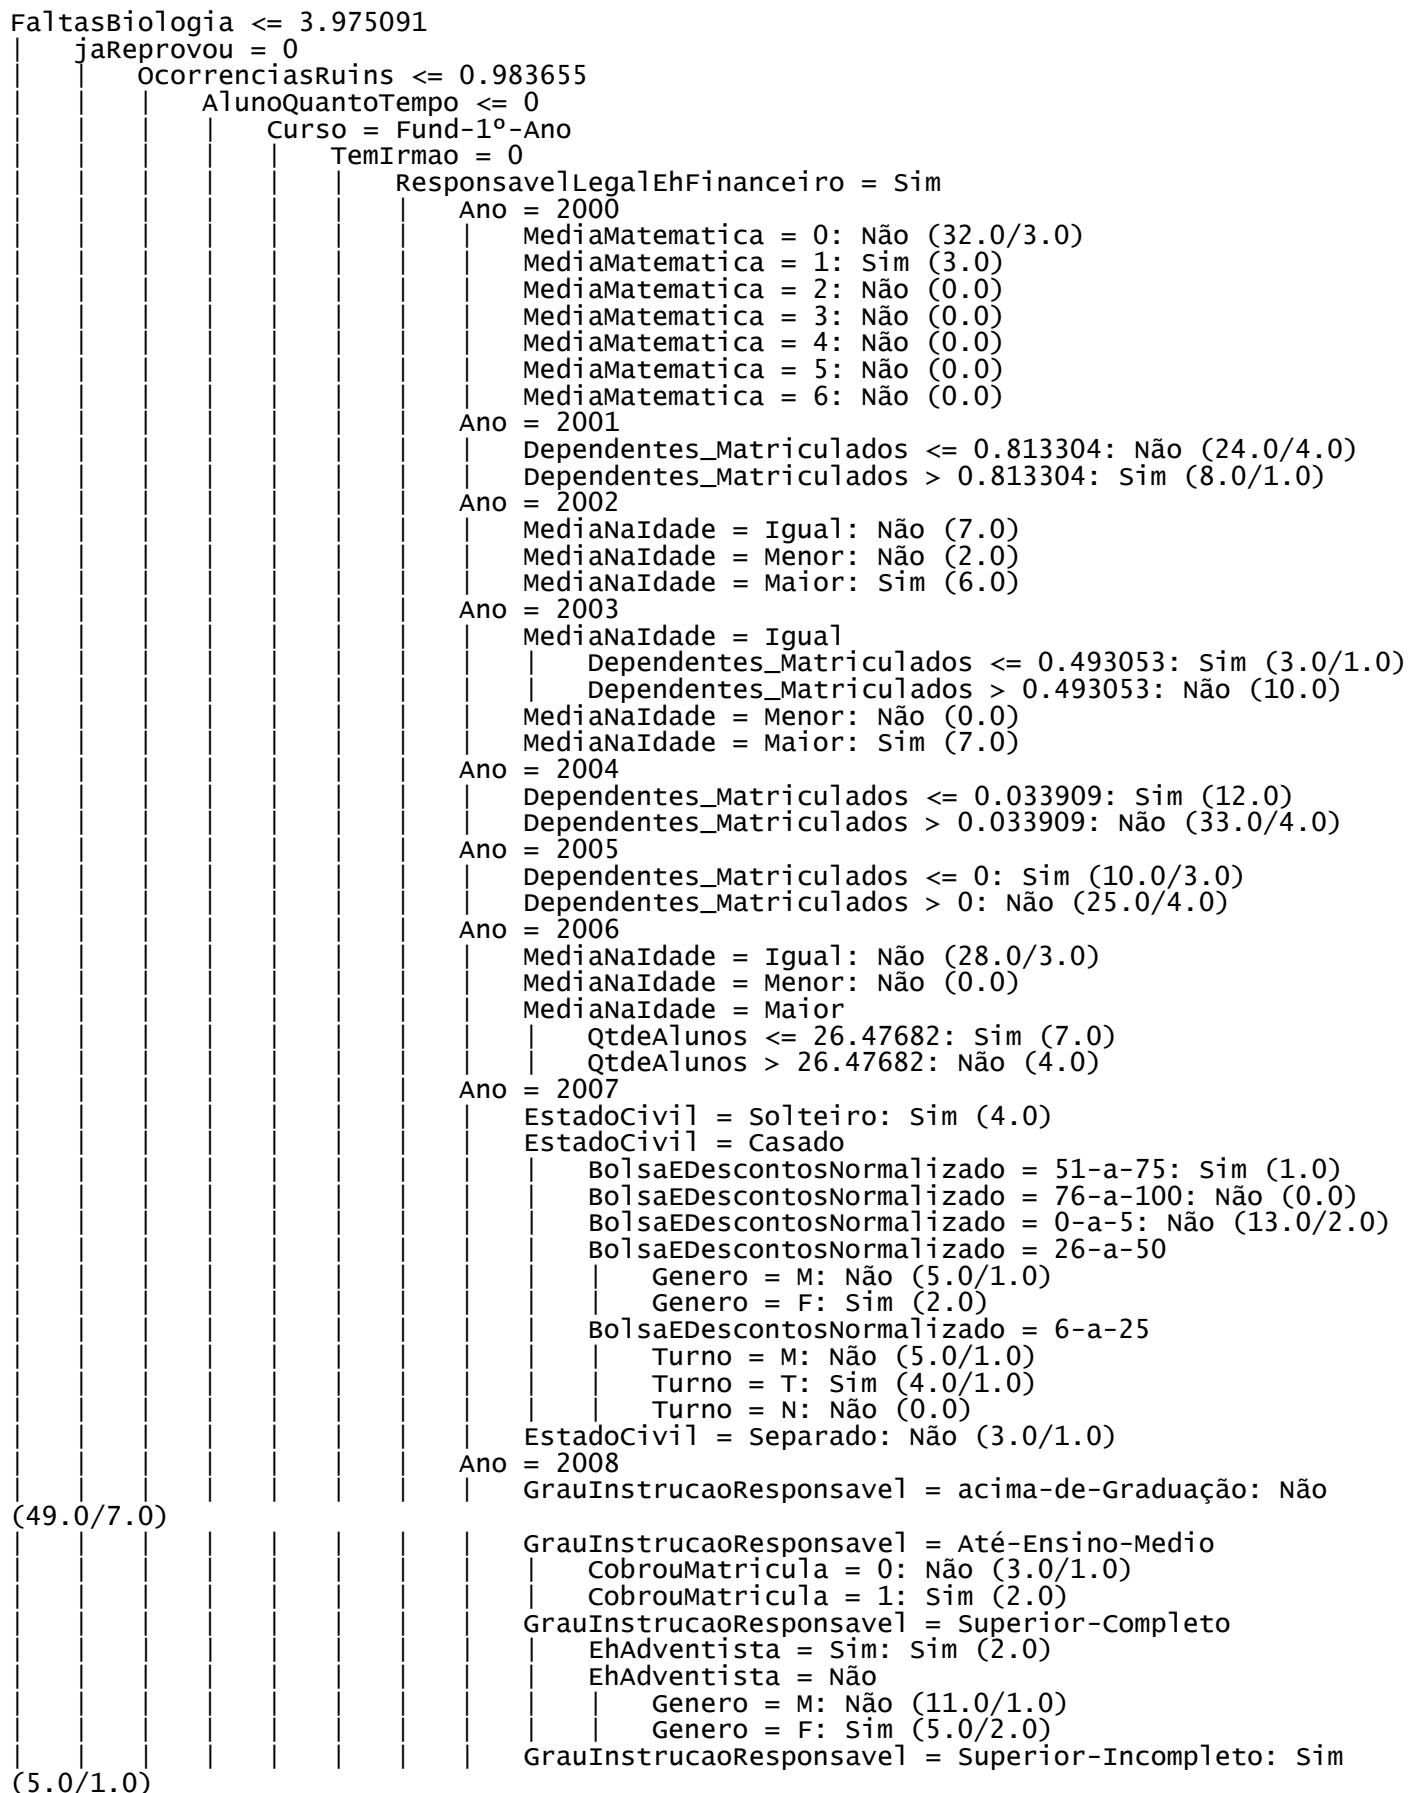 FaltasBiologia <= 3.975091
|   jaReprovou = 0
|   |   OcorrenciasRuins <= 0.983655
|   |   |   AlunoQuantoTempo <= 0
|   |   |   |   Curso = Fund-1º-Ano
|   |   |   |   |   TemIrmao = 0
|   |   |   |   |   |   ResponsavelLegalEhFinanceiro = Sim
|   |   |   |   |   |   |   Ano = 2000
|   |   |   |   |   |   |   |   MediaMatematica = 0: Não (32.0/3.0)
|   |   |   |   |   |   |   |   MediaMatematica = 1: Sim (3.0)
|   |   |   |   |   |   |   |   MediaMatematica = 2: Não (0.0)
|   |   |   |   |   |   |   |   MediaMatematica = 3: Não (0.0)
|   |   |   |   |   |   |   |   MediaMatematica = 4: Não (0.0)
|   |   |   |   |   |   |   |   MediaMatematica = 5: Não (0.0)
|   |   |   |   |   |   |   |   MediaMatematica = 6: Não (0.0)
|   |   |   |   |   |   |   Ano = 2001
|   |   |   |   |   |   |   |   Dependentes_Matriculados <= 0.813304: Não (24.0/4.0)
|   |   |   |   |   |   |   |   Dependentes_Matriculados > 0.813304: Sim (8.0/1.0)
|   |   |   |   |   |   |   Ano = 2002
|   |   |   |   |   |   |   |   MediaNaIdade = Igual: Não (7.0)
|   |   |   |   |   |   |   |   MediaNaIdade = Menor: Não (2.0)
|   |   |   |   |   |   |   |   MediaNaIdade = Maior: Sim (6.0)
|   |   |   |   |   |   |   Ano = 2003
|   |   |   |   |   |   |   |   MediaNaIdade = Igual
|   |   |   |   |   |   |   |   |   Dependentes_Matriculados <= 0.493053: Sim (3.0/1.0)
|   |   |   |   |   |   |   |   |   Dependentes_Matriculados > 0.493053: Não (10.0)
|   |   |   |   |   |   |   |   MediaNaIdade = Menor: Não (0.0)
|   |   |   |   |   |   |   |   MediaNaIdade = Maior: Sim (7.0)
|   |   |   |   |   |   |   Ano = 2004
|   |   |   |   |   |   |   |   Dependentes_Matriculados <= 0.033909: Sim (12.0)
|   |   |   |   |   |   |   |   Dependentes_Matriculados > 0.033909: Não (33.0/4.0)
|   |   |   |   |   |   |   Ano = 2005
|   |   |   |   |   |   |   |   Dependentes_Matriculados <= 0: Sim (10.0/3.0)
|   |   |   |   |   |   |   |   Dependentes_Matriculados > 0: Não (25.0/4.0)
|   |   |   |   |   |   |   Ano = 2006
|   |   |   |   |   |   |   |   MediaNaIdade = Igual: Não (28.0/3.0)
|   |   |   |   |   |   |   |   MediaNaIdade = Menor: Não (0.0)
|   |   |   |   |   |   |   |   MediaNaIdade = Maior
|   |   |   |   |   |   |   |   |   QtdeAlunos <= 26.47682: Sim (7.0)
|   |   |   |   |   |   |   |   |   QtdeAlunos > 26.47682: Não (4.0)
|   |   |   |   |   |   |   Ano = 2007
|   |   |   |   |   |   |   |   EstadoCivil = Solteiro: Sim (4.0)
|   |   |   |   |   |   |   |   EstadoCivil = Casado
|   |   |   |   |   |   |   |   |   BolsaEDescontosNormalizado = 51-a-75: Sim (1.0)
|   |   |   |   |   |   |   |   |   BolsaEDescontosNormalizado = 76-a-100: Não (0.0)
|   |   |   |   |   |   |   |   |   BolsaEDescontosNormalizado = 0-a-5: Não (13.0/2.0)
|   |   |   |   |   |   |   |   |   BolsaEDescontosNormalizado = 26-a-50
|   |   |   |   |   |   |   |   |   |   Genero = M: Não (5.0/1.0)
|   |   |   |   |   |   |   |   |   |   Genero = F: Sim (2.0)
|   |   |   |   |   |   |   |   |   BolsaEDescontosNormalizado = 6-a-25
|   |   |   |   |   |   |   |   |   |   Turno = M: Não (5.0/1.0)
|   |   |   |   |   |   |   |   |   |   Turno = T: Sim (4.0/1.0)
|   |   |   |   |   |   |   |   |   |   Turno = N: Não (0.0)
|   |   |   |   |   |   |   |   EstadoCivil = Separado: Não (3.0/1.0)
|   |   |   |   |   |   |   Ano = 2008
|   |   |   |   |   |   |   |   GrauInstrucaoResponsavel = acima-de-Graduação: Não
(49.0/7.0)
|   |   |   |   |   |   |   |   GrauInstrucaoResponsavel = Até-Ensino-Medio
|   |   |   |   |   |   |   |   |   CobrouMatricula = 0: Não (3.0/1.0)
|   |   |   |   |   |   |   |   |   CobrouMatricula = 1: Sim (2.0)
|   |   |   |   |   |   |   |   GrauInstrucaoResponsavel = Superior-Completo
|   |   |   |   |   |   |   |   |   EhAdventista = Sim: Sim (2.0)
|   |   |   |   |   |   |   |   |   EhAdventista = Não
|   |   |   |   |   |   |   |   |   |   Genero = M: Não (11.0/1.0)
|   |   |   |   |   |   |   |   |   |   Genero = F: Sim (5.0/2.0)
|   |   |   |   |   |   |   |   GrauInstrucaoResponsavel = Superior-Incompleto: Sim
(5.0/1.0)